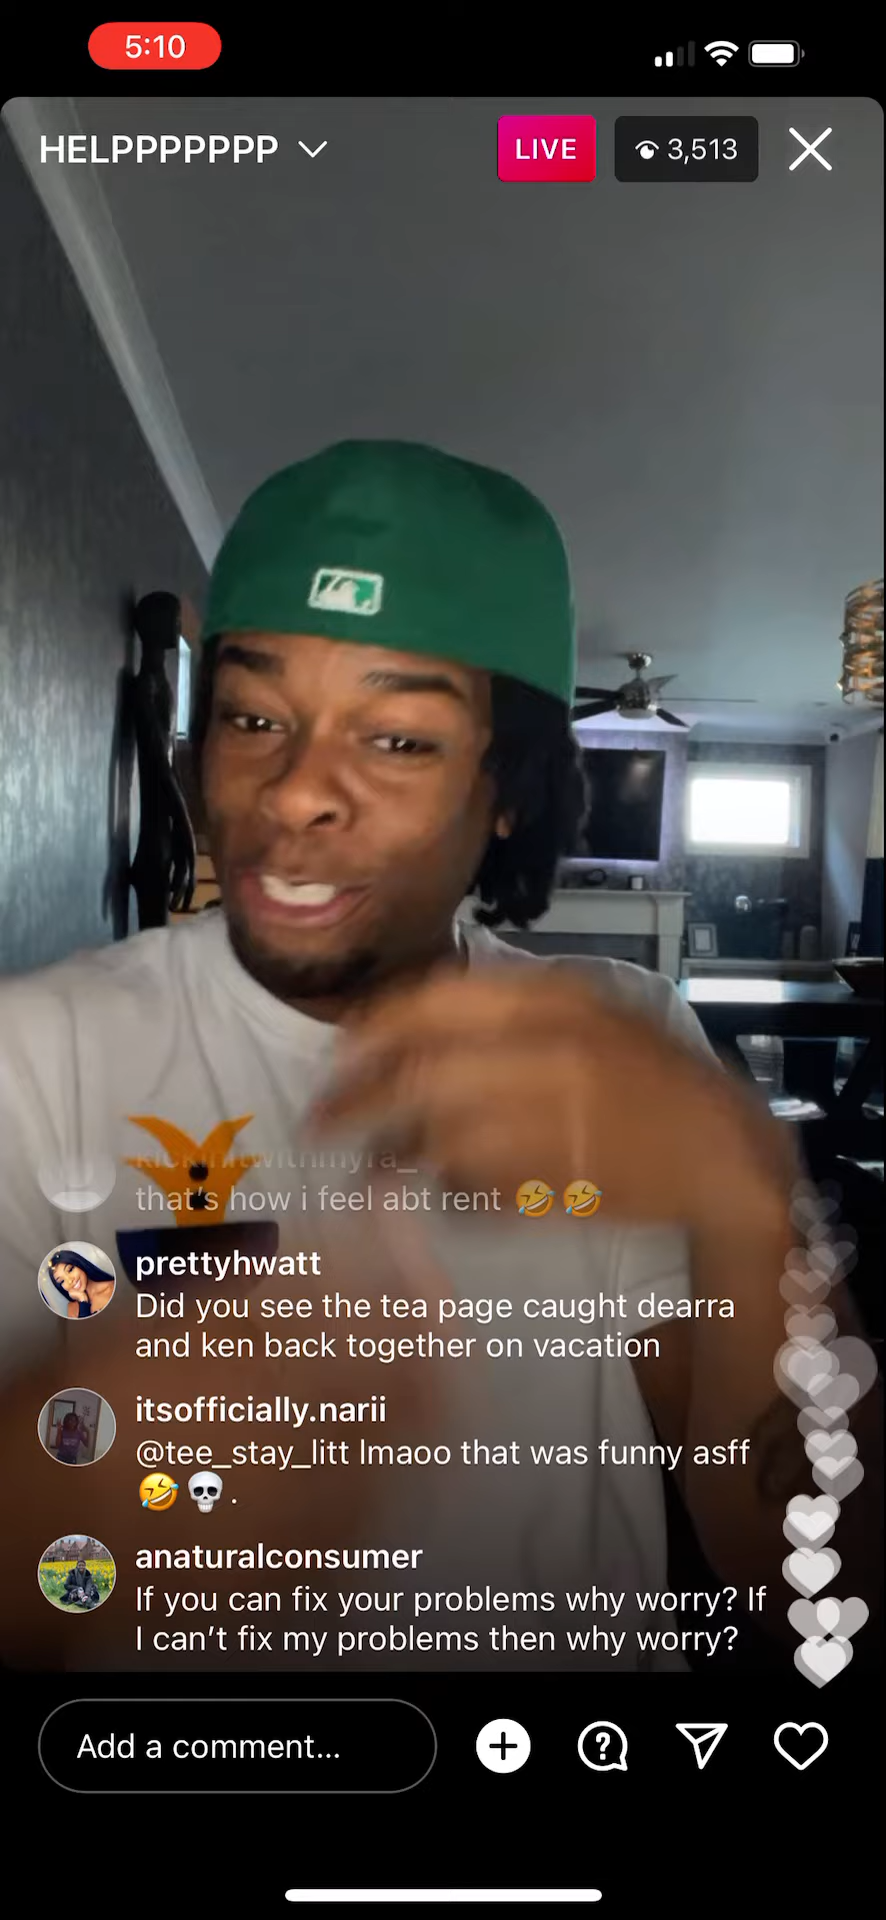 5:10
HELPPPPPPP
LIVE
3,513
kickinitwithmyra_
that's how i feel abt rent 🤣🤣
prettyhwatt
Did you see the tea page caught dearra
and ken back together on vacation
itsofficially.narii
@tee_stay_litt lmaoo that was funny asff
🤣💀.
anaturalconsumer
If you can fix your problems why worry? If
I can't fix my problems then why worry?
Add a comment...